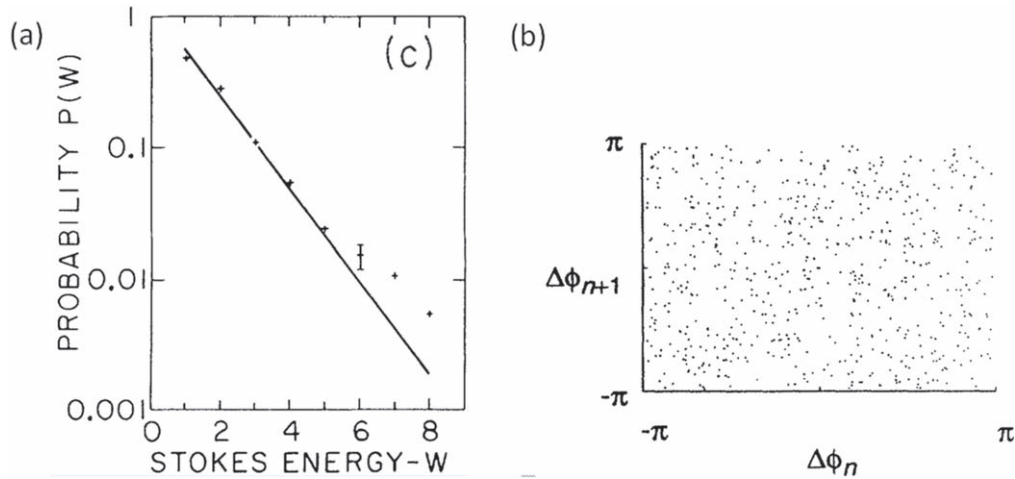 (a)
(c)
PROBABILITY P(W)
1
0.1
0.01
0.001
0 2 4 6 8
STOKES ENERGY-W
(b)
π
Δϕn+1
-π
-π π
Δϕn